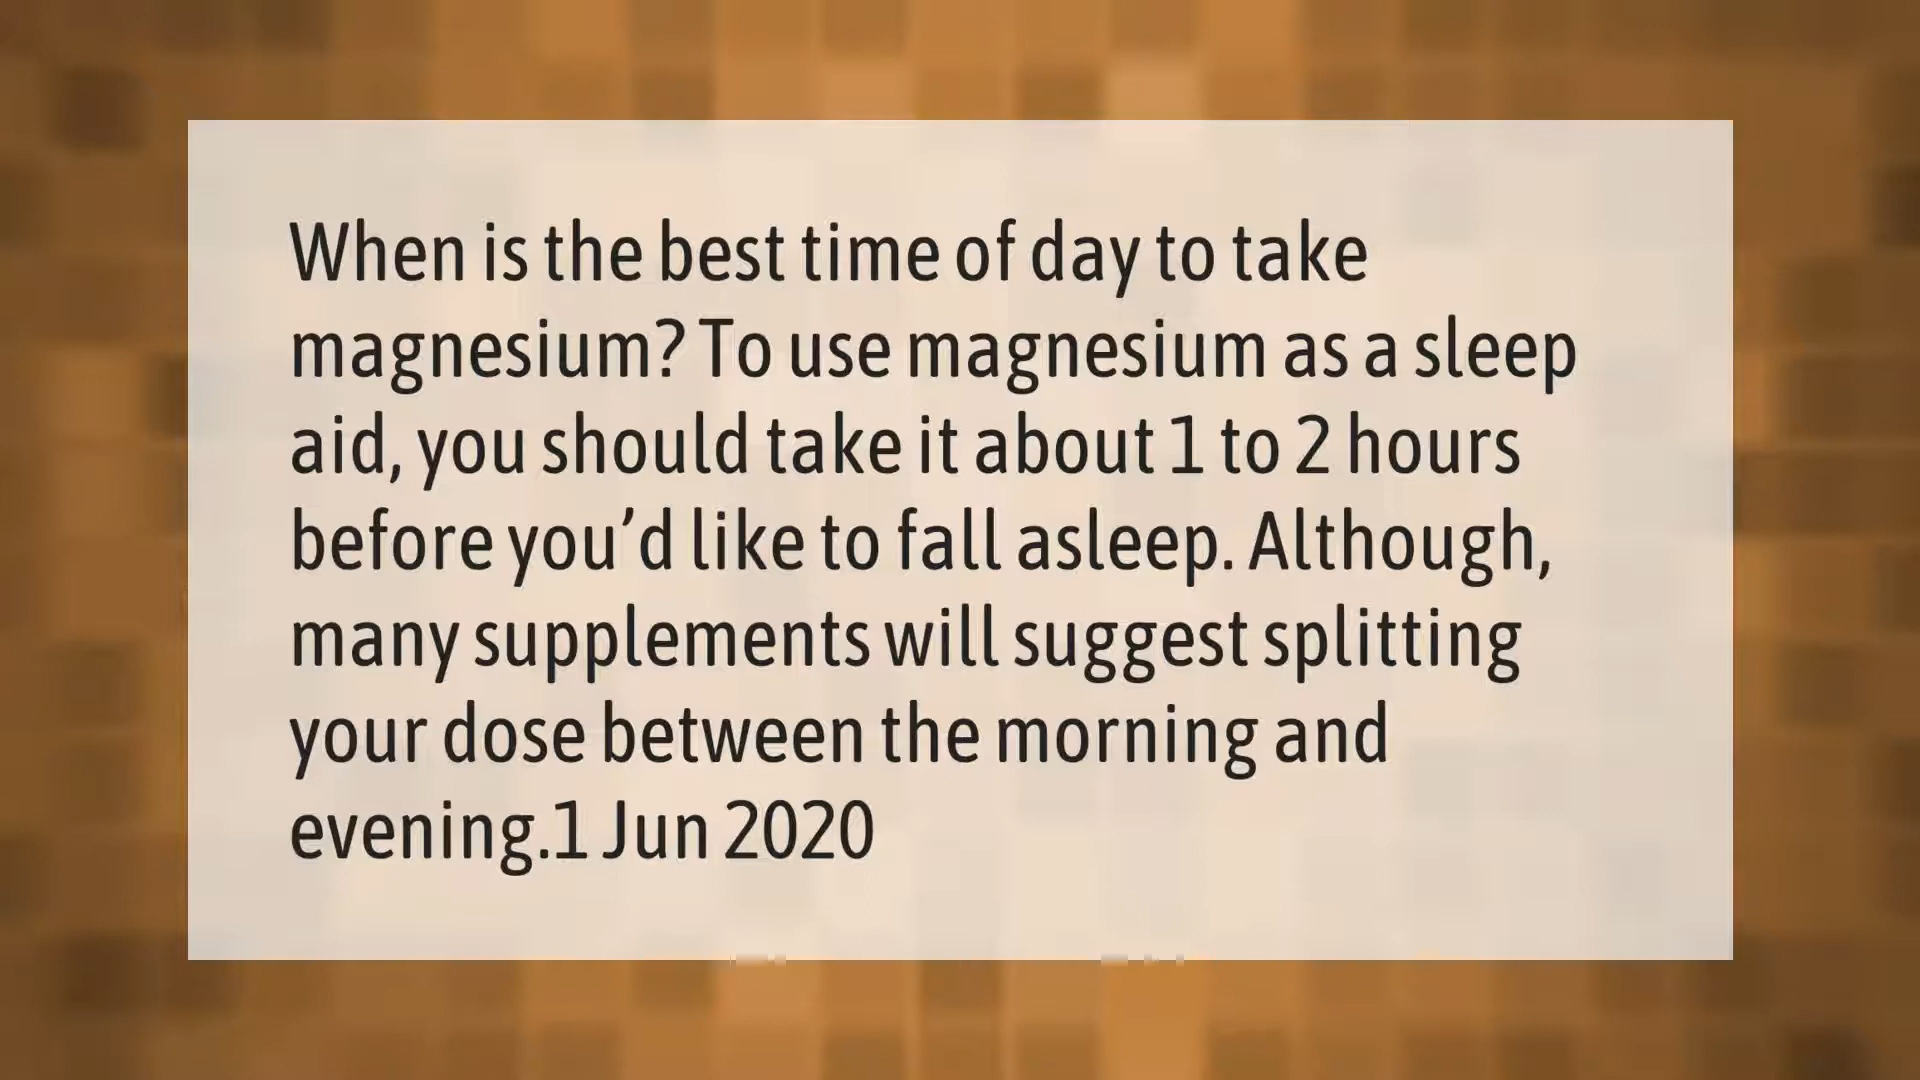 When is the best time of day to take
magnesium? To use magnesium as a sleep
aid, you should take it about 1 to 2 hours
before you’d like to fall asleep. Although,
many supplements will suggest splitting
your dose between the morning and
evening.1 Jun 2020